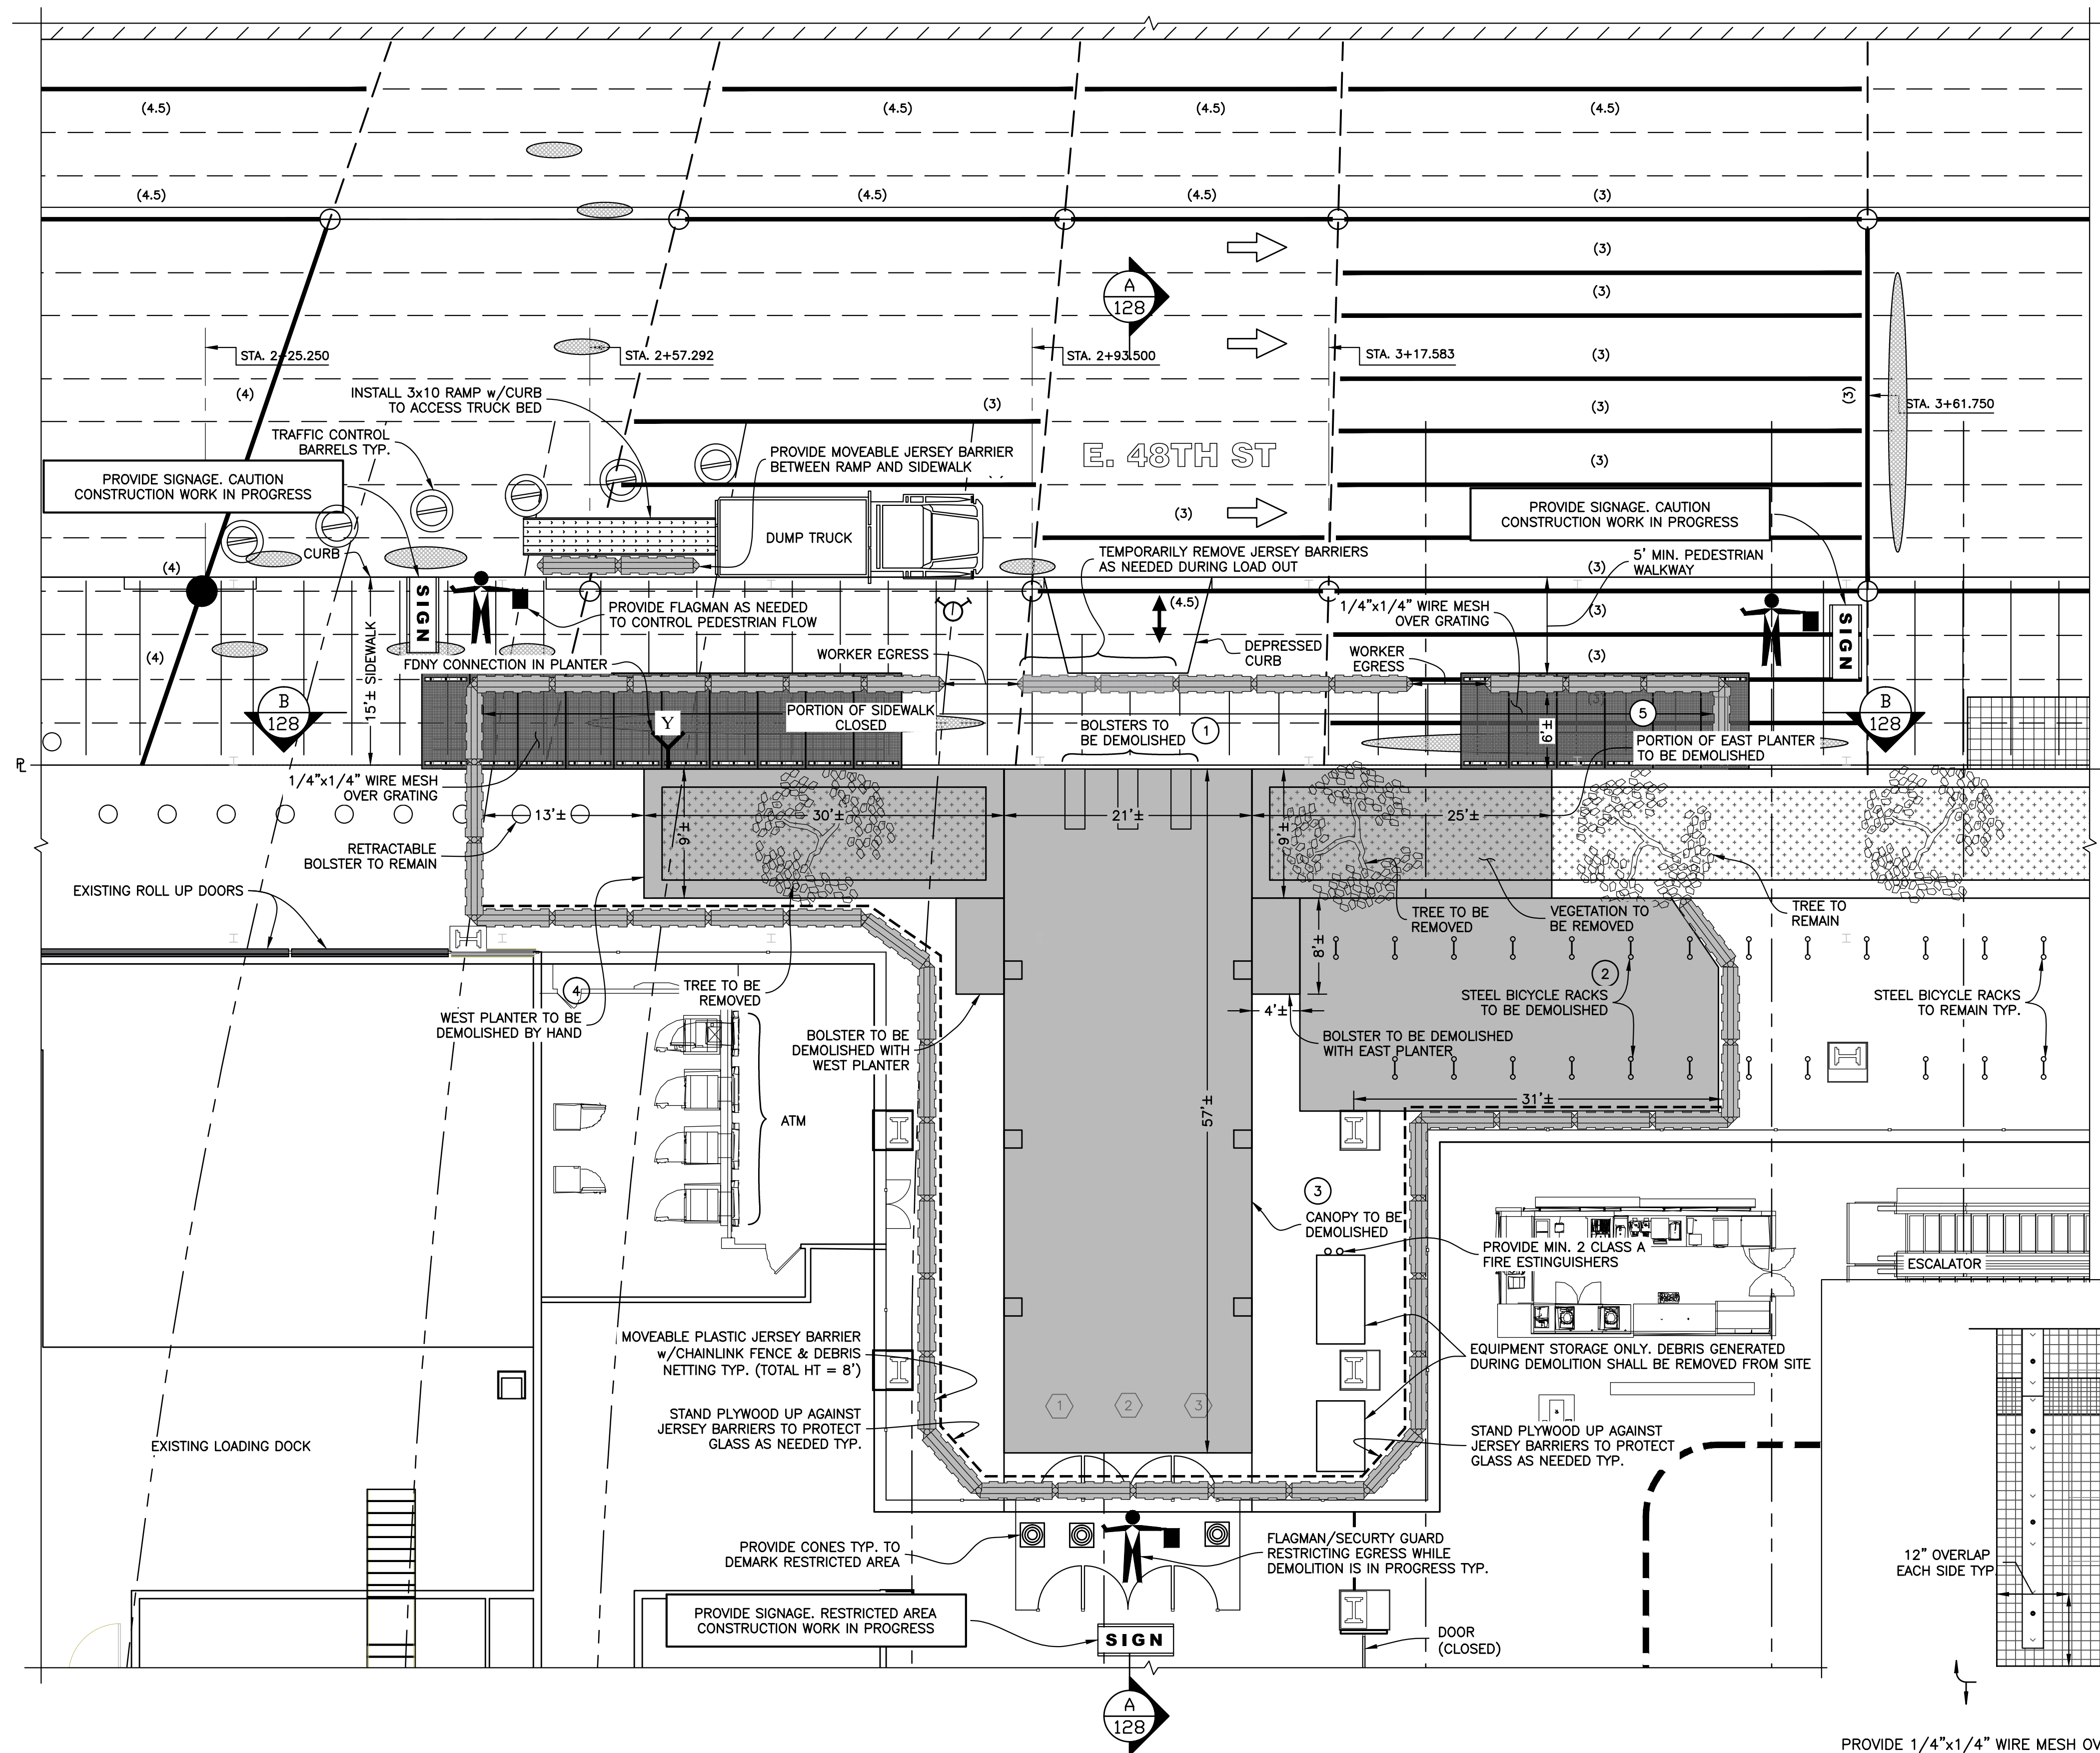 (4.5)
(4.5)
(4.5)
(4.5)
(4.5)
(4.5)
(4.5)
(3)
(3)
A
128
(3)
STA. 2+25.250
STA. 2+57.292
STA. 2+93.500
STA. 3+17.583
(3)
(4)
INSTALL 3x10 RAMP w/CURB
TO ACCESS TRUCK BED
(3)
(3)
(3)
STA. 3+61.750
TRAFFIC CONTROL
BARRELS TYP.
PROVIDE MOVEABLE JERSEY BARRIER
BETWEEN RAMP AND SIDEWALK
E. 48TH ST
(3)
PROVIDE SIGNAGE. CAUTION
CONSTRUCTION WORK IN PROGRESS
PROVIDE SIGNAGE. CAUTION
CONSTRUCTION WORK IN PROGRESS
(3)
DUMP TRUCK
CURB
TEMPORARILY REMOVE JERSEY BARRIERS
AS NEEDED DURING LOAD OUT
5' MIN. PEDESTRIAN
WALKWAY
(4)
(3)
SIGN
PROVIDE FLAGMAN AS NEEDED
TO CONTROL PEDESTRIAN FLOW
(4.5)
1/4"x1/4" WIRE MESH
OVER GRATING
(3)
SIGN
15'± SIDEWALK
(4)
FDNY CONNECTION IN PLANTER
WORKER EGRESS
DEPRESSED
CURB
WORKER
EGRESS
(3)
B
128
Y
PORTION OF SIDEWALK
CLOSED
BOLSTERS TO
BE DEMOLISHED
1
6'±
(3)
5
B
128
PORTION OF EAST PLANTER
TO BE DEMOLISHED
PL
1/4"x1/4" WIRE MESH
OVER GRATING
13'±
30'±
9'±
21'±
9'±
25'±
RETRACTABLE
BOLSTER TO REMAIN
EXISTING ROLL UP DOORS
TREE TO BE
REMOVED
VEGETATION TO
BE REMOVED
TREE TO
REMAIN
8'±
4
TREE TO BE
REMOVED
2
WEST PLANTER TO BE
DEMOLISHED BY HAND
STEEL BICYCLE RACKS
TO BE DEMOLISHED
STEEL BICYCLE RACKS
TO REMAIN TYP.
4'±
BOLSTER TO BE
DEMOLISHED WITH
WEST PLANTER
BOLSTER TO BE DEMOLISHED
WITH EAST PLANTER
57'±
31'±
ATM
3
CANOPY TO BE
DEMOLISHED
PROVIDE MIN. 2 CLASS A
FIRE ESTINGUISHERS
ESCALATOR
MOVEABLE PLASTIC JERSEY BARRIER
w/CHAINLINK FENCE & DEBRIS
NETTING TYP. (TOTAL HT = 8')
EQUIPMENT STORAGE ONLY. DEBRIS GENERATED
DURING DEMOLITION SHALL BE REMOVED FROM SITE
1
2
3
STAND PLYWOOD UP AGAINST
JERSEY BARRIERS TO PROTECT
GLASS AS NEEDED TYP.
STAND PLYWOOD UP AGAINST
JERSEY BARRIERS TO PROTECT
GLASS AS NEEDED TYP.
EXISTING LOADING DOCK
PROVIDE CONES TYP. TO
DEMARK RESTRICTED AREA
FLAGMAN/SECURTY GUARD
RESTRICTING EGRESS WHILE
DEMOLITION IS IN PROGRESS TYP.
12" OVERLAP
EACH SIDE TYP.
PROVIDE SIGNAGE. RESTRICTED AREA
CONSTRUCTION WORK IN PROGRESS
SIGN
DOOR
(CLOSED)
A
128
PROVIDE 1/4"x1/4" WIRE MESH OV